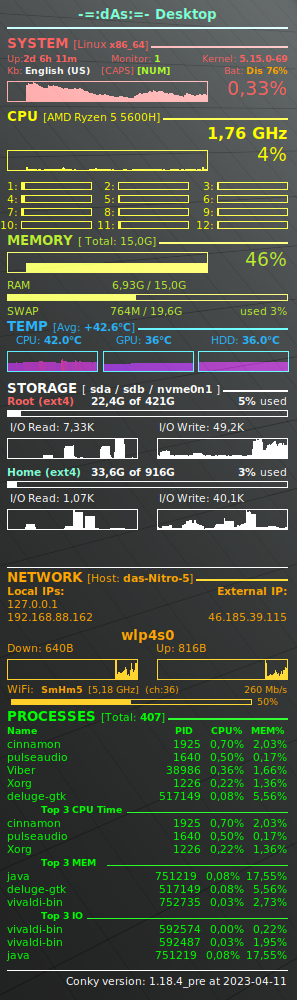 -=:dAs:=- Desktop
SYSTEM [Linux x86_64]
Up:2d 6h 11m Monitor: 1 Kernel: 5.15.0-69
Kb: English (US) [CAPS] [NUM] Bat: Dis 76%
0,33%
CPU [AMD Ryzen 5 5600H]
1,76 GHz
4%
1: 2: 3:
4: 5: 6:
7: 8: 9:
10: 11: 12:
MEMORY [ Total: 15,0G]
46%
RAM 6,93G / 15,0G
SWAP 764M / 19,6G used 3%
TEMP [Avg: +42.6°C]
CPU: 42.0°C GPU: 36°C HDD: 36.0°C
STORAGE [ sda / sdb / nvme0n1 ]
Root (ext4) 22,4G of 421G 5% used
I/O Read: 7,33K I/O Write: 49,2K
Home (ext4) 33,6G of 916G 3% used
I/O Read: 1,07K I/O Write: 40,1K
NETWORK [Host: das-Nitro-5]
Local IPs: External IP:
127.0.0.1
192.168.88.162 46.185.39.115
wlp4s0
Down: 640B Up: 816B
WiFi: SmHm5 [5,18 GHz] (ch:36) 260 Mb/s
50%
PROCESSES [Total: 407]
Name PID CPU% MEM%
cinnamon 1925 0,70% 2,03%
pulseaudio 1640 0,50% 0,17%
Viber 38986 0,36% 1,66%
Xorg 1226 0,22% 1,36%
deluge-gtk 517149 0,08% 5,56%
Top 3 CPU Time
cinnamon 1925 0,70% 2,03%
pulseaudio 1640 0,50% 0,17%
Xorg 1226 0,22% 1,36%
Top 3 MEM
java 751219 0,08% 17,55%
deluge-gtk 517149 0,08% 5,56%
vivaldi-bin 752735 0,03% 2,73%
Top 3 IO
vivaldi-bin 592574 0,00% 0,22%
vivaldi-bin 592487 0,03% 1,95%
java 751219 0,08% 17,55%
Conky version: 1.18.4_pre at 2023-04-11